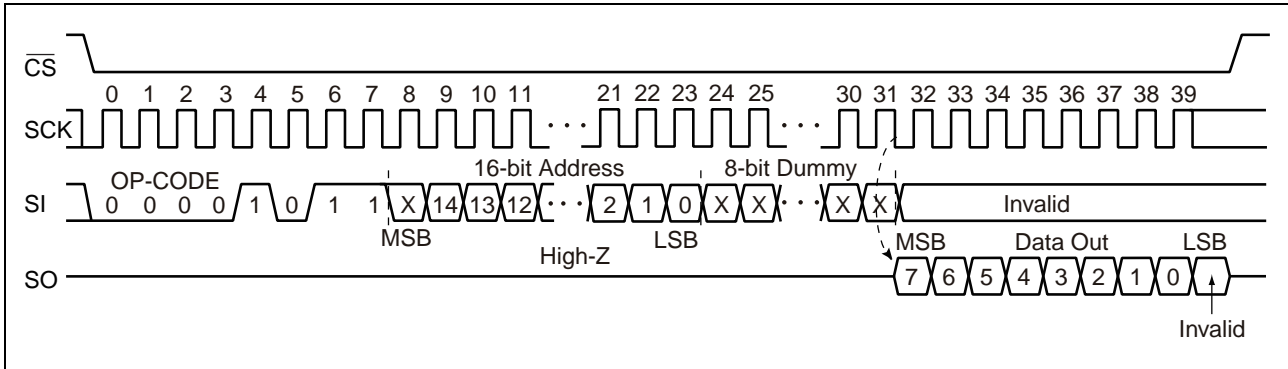 CS
0 1 2 3 4 5 6 7 8 9 10 11 21 22 23 24 25 30 31 32 33 34 35 36 37 38 39
SCK
16-bit Address 8-bit Dummy
OP-CODE
SI 0 0 0 0 1 0 1 1 X 14 13 12 2 1 0 X X X X Invalid
MSB LSB MSB Data Out LSB
High-Z
SO 7 6 5 4 3 2 1 0
Invalid